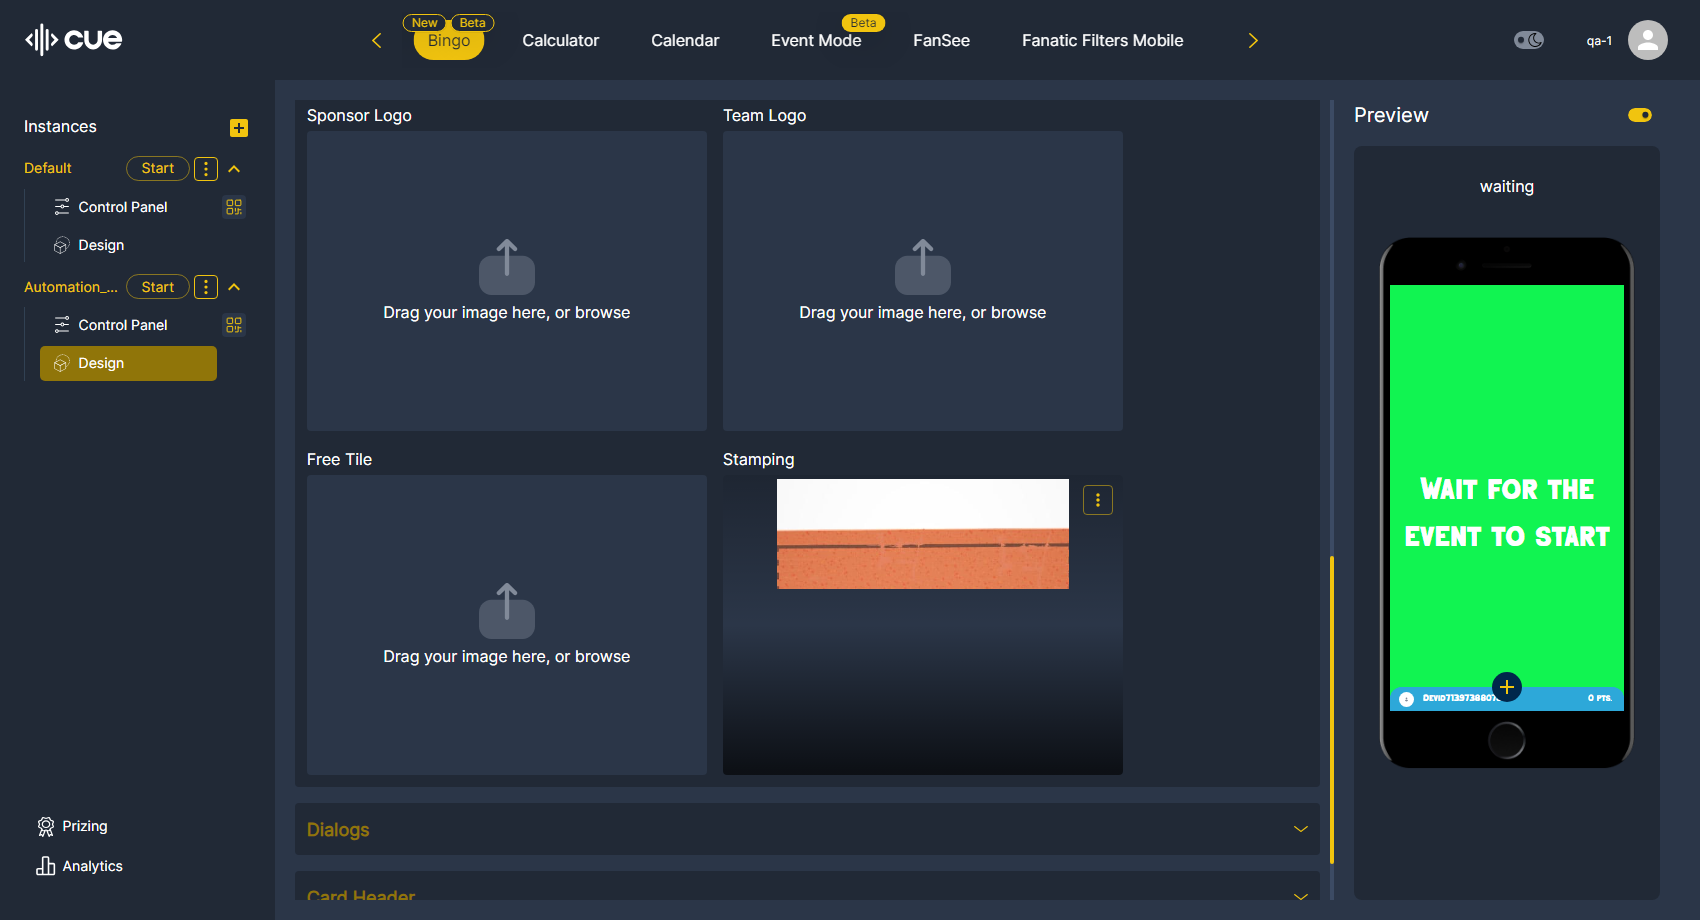 cue
New
Beta
Bingo
Calculator
Calendar
Event Mode
Beta
FanSee
Fanatic Filters Mobile
qa-1
Instances
Default
Start
Control Panel
Design
Automation_...
Start
Control Panel
Design
Prizing
Analytics
Sponsor Logo
Team Logo
Drag your image here, or browse
Drag your image here, or browse
Free Tile
Stamping
Drag your image here, or browse
Dialogs
Card Header
Preview
waiting
Wait for the
event to start
0 pts.